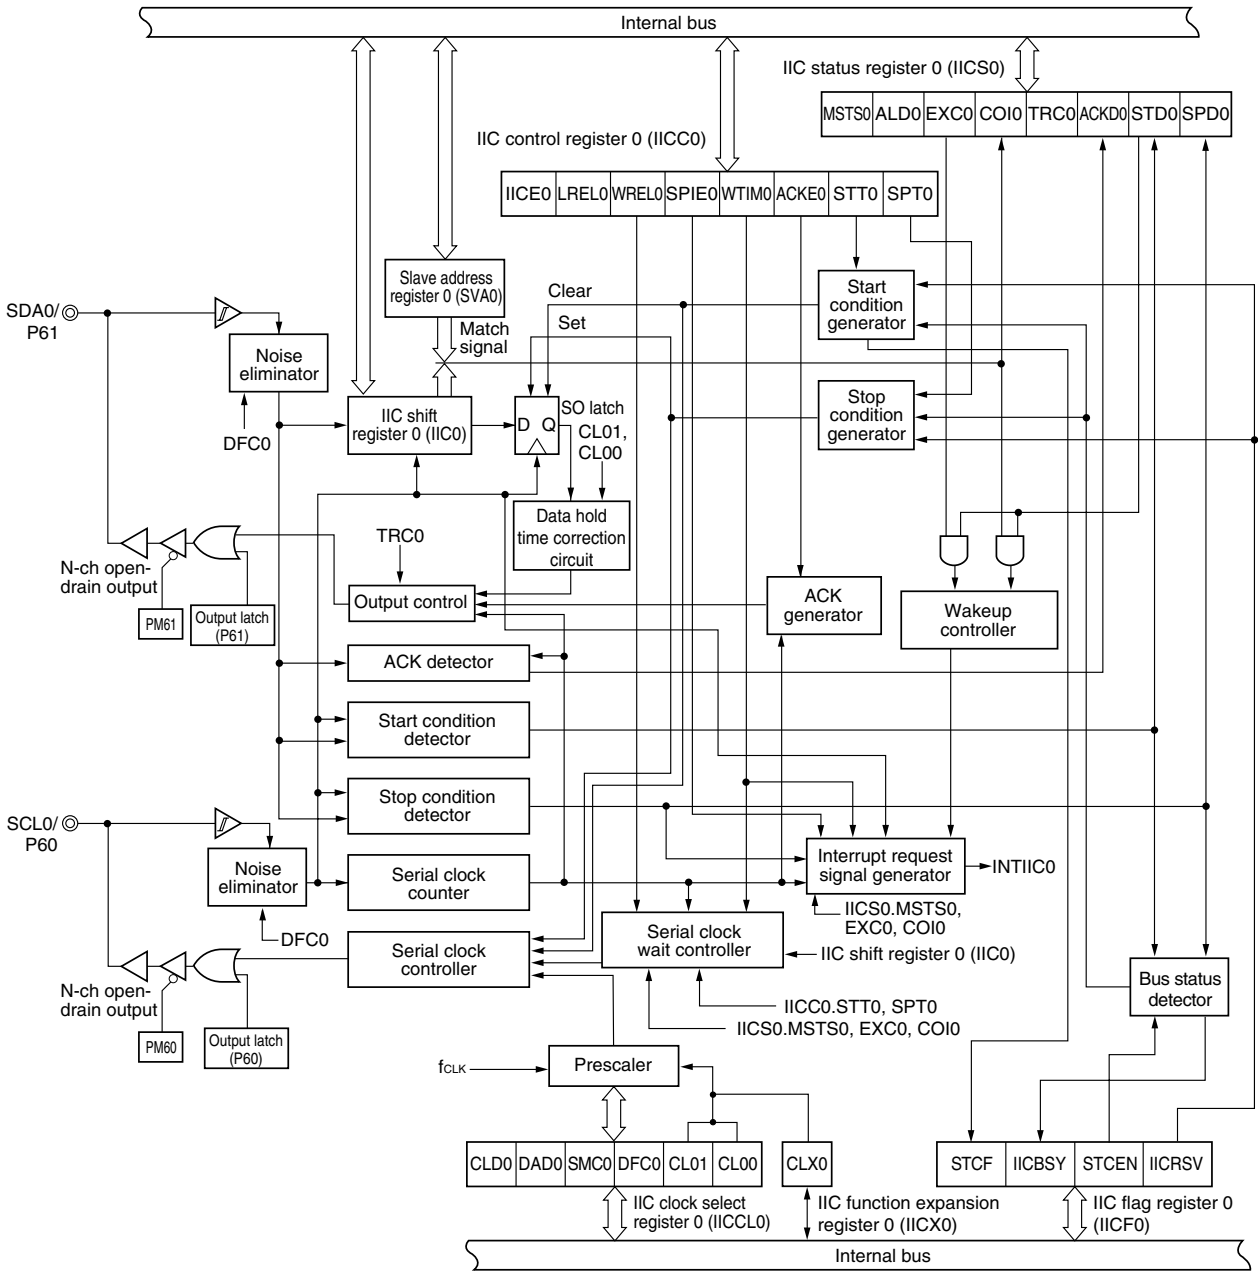 Internal bus
IIC status register 0 (IICS0)
MSTS0 ALD0 EXC0 COI0 TRC0 ACKD0 STD0 SPD0
IIC control register 0 (IICC0)
IICE0 LREL0 WREL0 SPIE0 WTIM0 ACKE0 STT0 SPT0
Slave address
register 0 (SVA0)
Clear
Start
condition
generator
SDA0/
P61
Set
Match
signal
Noise
eliminator
Stop
condition
generator
IIC shift
register 0 (IIC0)
D Q
SO latch
CL01,
CL00
DFC0
Data hold
time correction
circuit
TRC0
N-ch open-
drain output
PM61
Output latch
(P61)
Output control
ACK
generator
Wakeup
controller
ACK detector
Start condition
detector
Stop condition
detector
SCL0/
P60
Noise
eliminator
Serial clock
counter
Interrupt request
signal generator
INTIIC0
IICS0.MSTS0,
EXC0, COI0
DFC0
Serial clock
controller
Serial clock
wait controller
IIC shift register 0 (IIC0)
N-ch open-
drain output
PM60
Output latch
(P60)
Bus status
detector
IICC0.STT0, SPT0
IICS0.MSTS0, EXC0, COI0
fCLK
Prescaler
CLD0 DAD0 SMC0 DFC0 CL01 CL00
CLX0
STCF IICBSY STCEN IICRSV
IIC clock select
register 0 (IICCL0)
IIC function expansion
register 0 (IICX0)
IIC flag register 0
(IICF0)
Internal bus